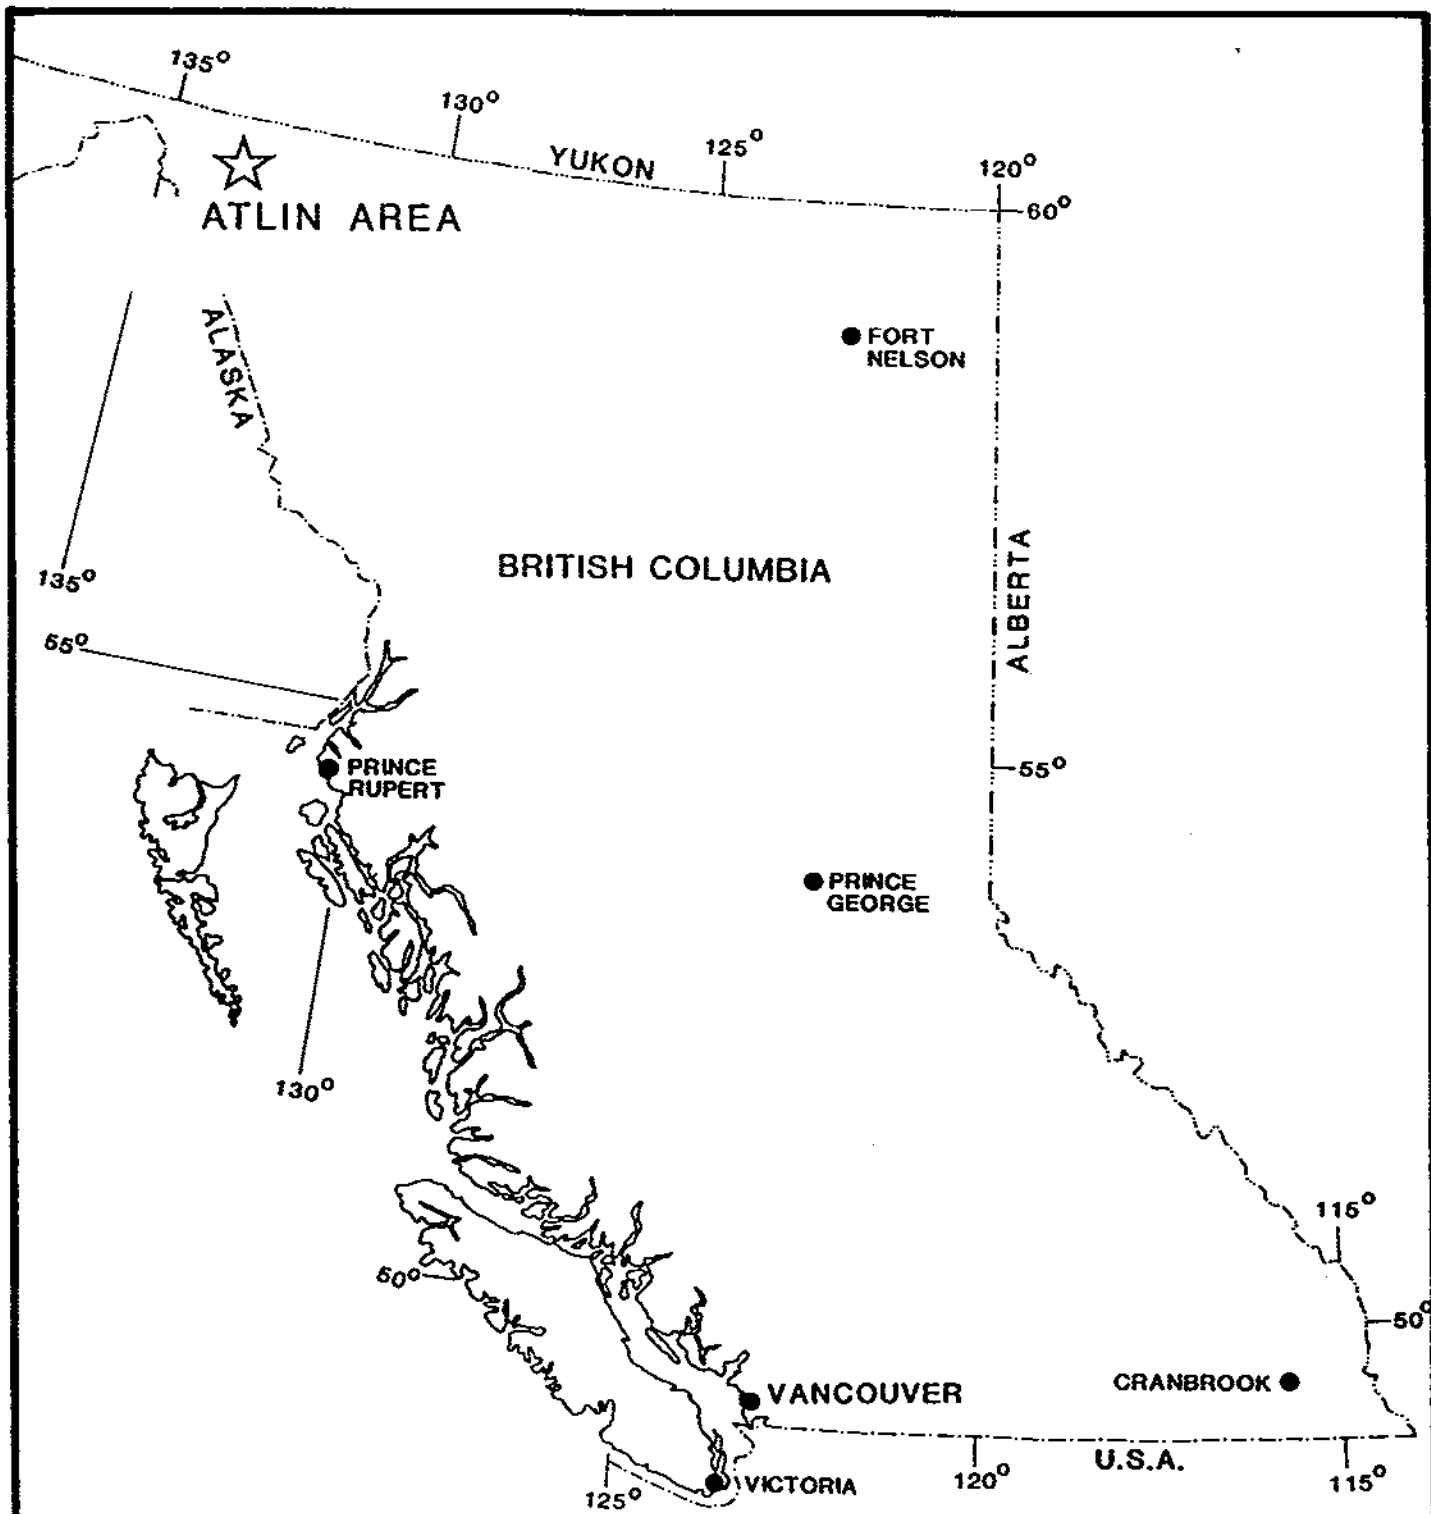 135°
130°
125°
120°
YUKON
60°
ATLIN AREA
ALASKA
FORT
NELSON
135°
BRITISH COLUMBIA
ALBERTA
55°
PRINCE
RUPERT
55°
PRINCE
GEORGE
130°
115°
50°
50°
CRANBROOK
VANCOUVER
U.S.A.
120°
115°
VICTORIA
125°